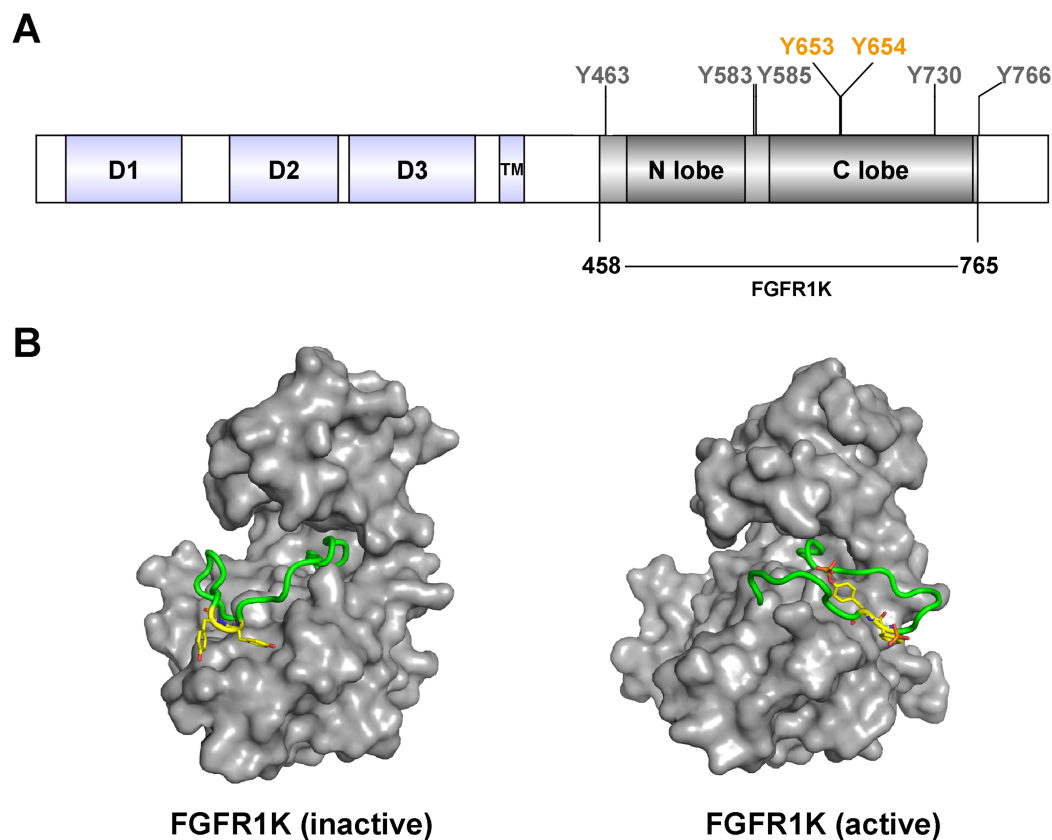 A
Y653 Y654
Y463 Y583 Y585 Y730 Y766
D1 D2 D3 TM N lobe C lobe
458 765
FGFR1K
B
FGFR1K (inactive) FGFR1K (active)